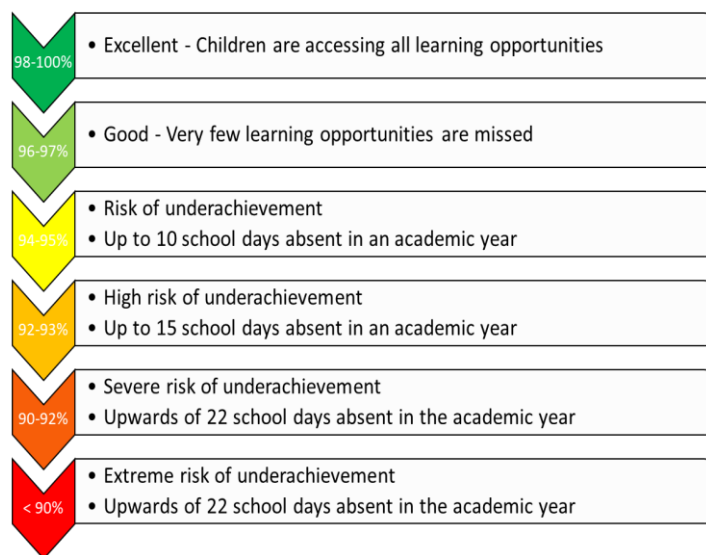 98-100%
• Excellent - Children are accessing all learning opportunities
96-97%
• Good - Very few learning opportunities are missed
94-95%
• Risk of underachievement
• Up to 10 school days absent in an academic year
92-93%
• High risk of underachievement
• Up to 15 school days absent in an academic year
90-92%
• Severe risk of underachievement
• Upwards of 22 school days absent in the academic year
< 90%
• Extreme risk of underachievement
• Upwards of 22 school days absent in the academic year